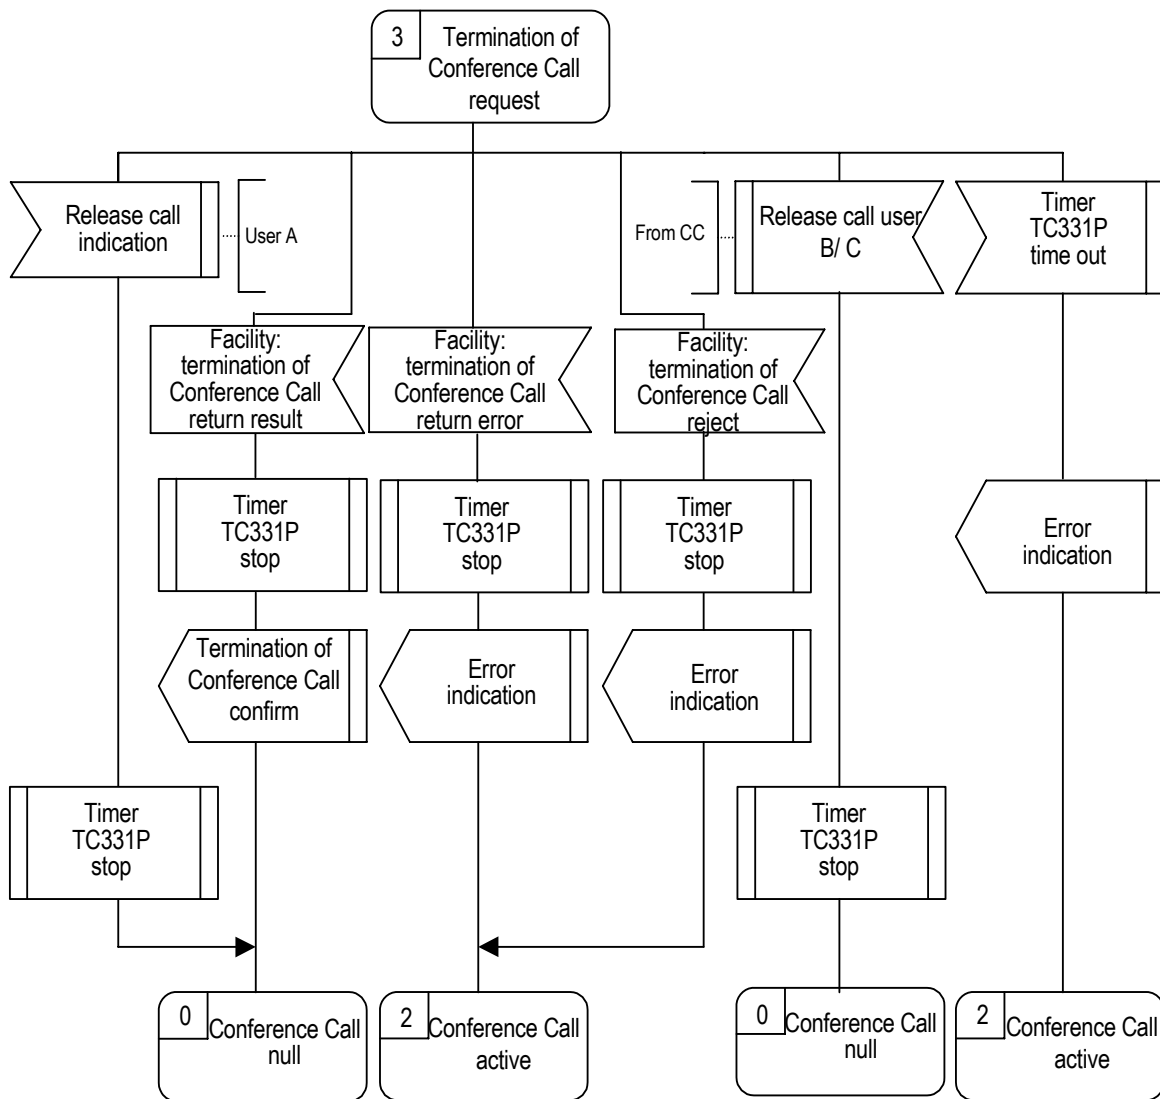 3
Termination of
Conference Call
request
Release call
indication
User A
From CC
Release call user
B/ C
Timer
TC331P
time out
Facility:
termination of
Conference Call
return result
Facility:
termination of
Conference Call
return error
Facility:
termination of
Conference Call
reject
Timer
TC331P
stop
Timer
TC331P
stop
Timer
TC331P
stop
Error
indication
Termination of
Conference Call
confirm
Error
indication
Error
indication
Timer
TC331P
stop
Timer
TC331P
stop
0
Conference Call
null
2
Conference Call
active
0
Conference Call
null
2
Conference Call
active